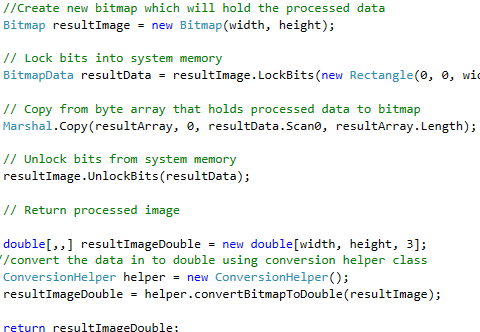 //Create new bitmap which will hold the processed data
Bitmap resultImage = new Bitmap(width, height);
// Lock bits into system memory
BitmapData resultData = resultImage.LockBits(new Rectangle(0, 0,
// Copy from byte array that holds processed data to bitmap
Marshal.Copy(resultArray, 0, resultData.Scan0, resultArray.Length);
// Unlock bits from system memory
resultImage.UnlockBits(resultData);
// Return processed image
double[,,] resultImageDouble = new double[width, height, 3];
/convert the data in to double using conversion helper class
ConversionHelper helper = new ConversionHelper();
resultImageDouble = helper.convertBitmapToDouble(resultImage);
return resultImageDouble;